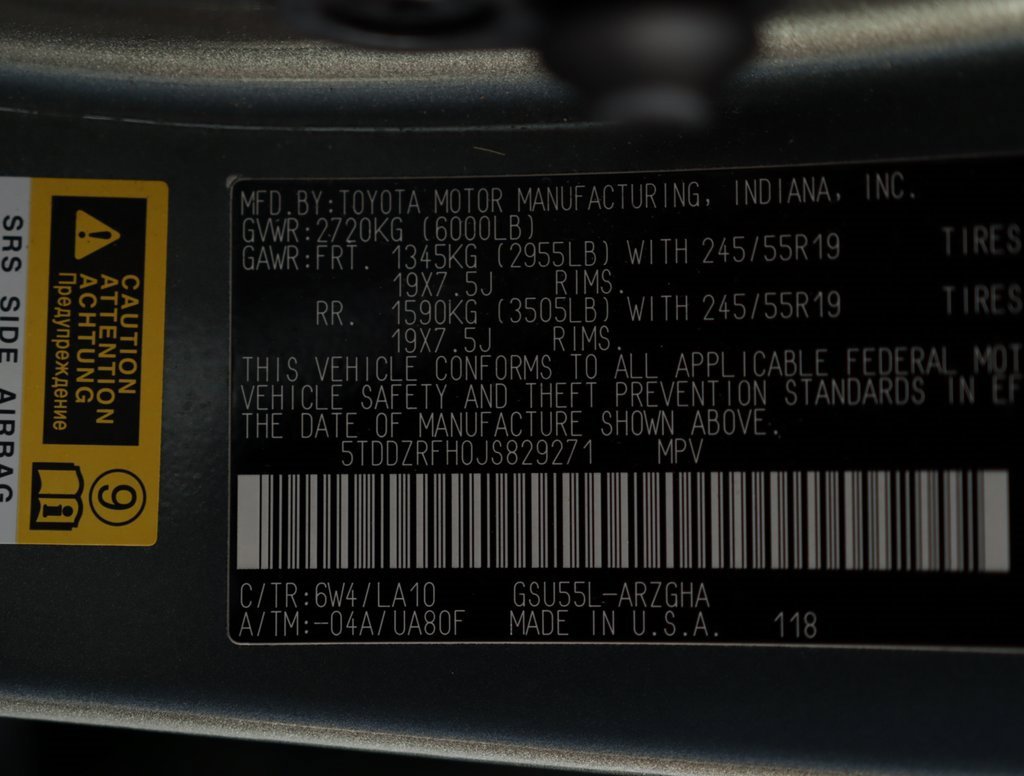 SRS SIDE AIRBAG
CAUTION
ATTENTION
ACHTUNG
Предупреждение
9
MFD.BY:TOYOTA MOTOR MANUFACTURING, INDIANA, INC.
GVWR:2720KG (6000LB)
GAWR:FRT. 1345KG (2955LB) WITH 245/55R19 TIRES
19X7.5J RIMS.
RR. 1590KG (3505LB) WITH 245/55R19 TIRES
19X7.5J RIMS.
THIS VEHICLE CONFORMS TO ALL APPLICABLE FEDERAL MOT
VEHICLE SAFETY AND THEFT PREVENTION STANDARDS IN EF
THE DATE OF MANUFACTURE SHOWN ABOVE.
5TDDZRFH0JS829271 MPV
C/TR:6W4/LA10 GSU55L-ARZGHA
A/TM:-04A/UA80F MADE IN U.S.A. 118